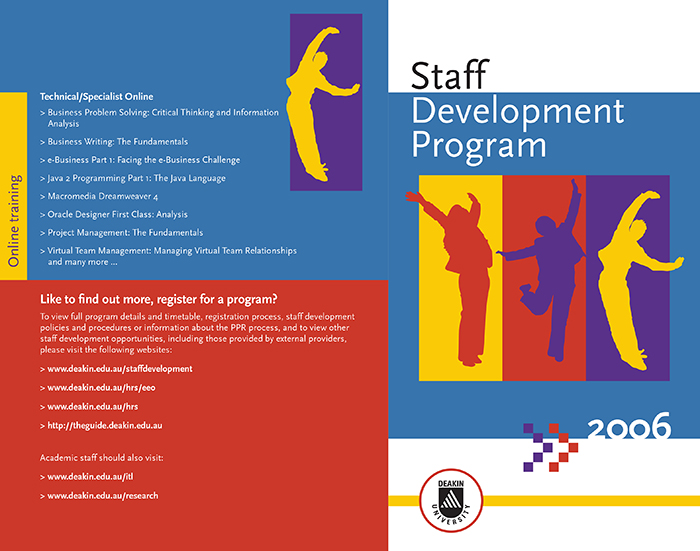 Technical/Specialist Online
> Business Problem Solving: Critical Thinking and Information
Analysis
> Business Writing: The Fundamentals
> e-Business Part 1: Facing the e-Business Challenge
> Java 2 Programming Part 1: The Java Language
> Macromedia Dreamweaver 4
> Oracle Designer First Class: Analysis
> Project Management: The Fundamentals
> Virtual Team Management: Managing Virtual Team Relationships
and many more ...
Online training
Like to find out more, register for a program?
To view full program details and timetable, registration process, staff development
policies and procedures or information about the PPR process, and to view other
staff development opportunities, including those provided by external providers,
please visit the following websites:
> www.deakin.edu.au/staffdevelopment
> www.deakin.edu.au/hrs/eeo
> www.deakin.edu.au/hrs
> http://theguide.deakin.edu.au
Academic staff should also visit:
> www.deakin.edu.au/itl
> www.deakin.edu.au/research
Staff
Development
Program
2006
DEAKIN
UNIVERSITY